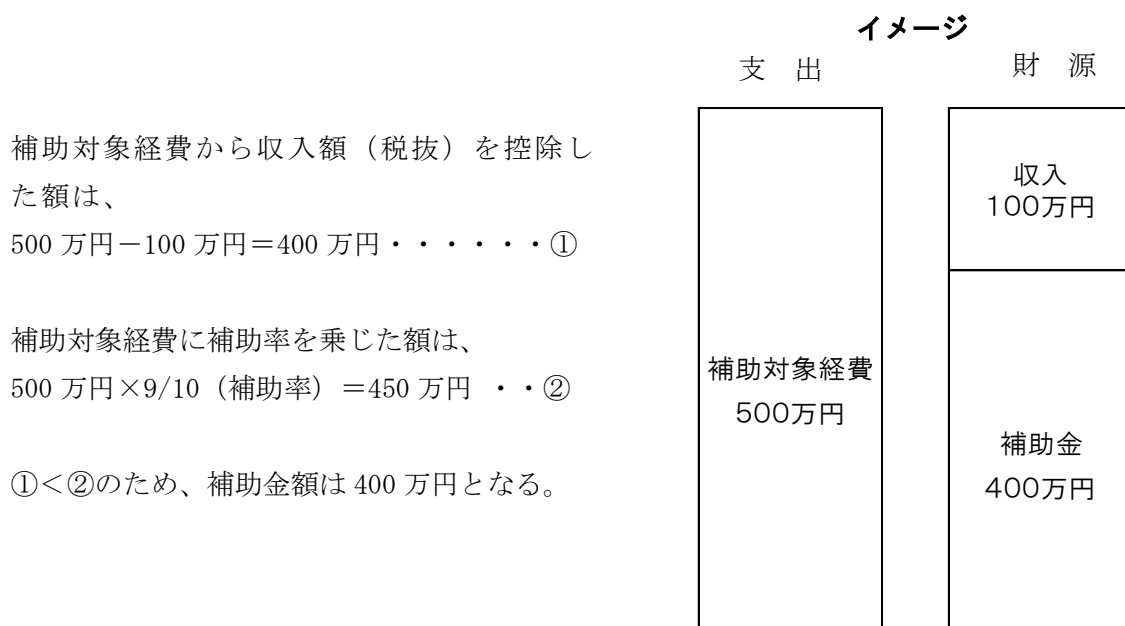 イメージ
支 出
財 源
補助対象経費から収入額（税抜）を控除し
た額は、
500 万円－100 万円＝400 万円・・・・・・①
補助対象経費に補助率を乗じた額は、
500 万円×9/10（補助率）＝450 万円 ・・②
①＜②のため、補助金額は 400 万円となる。
補助対象経費
500万円
収入
100万円
補助金
400万円